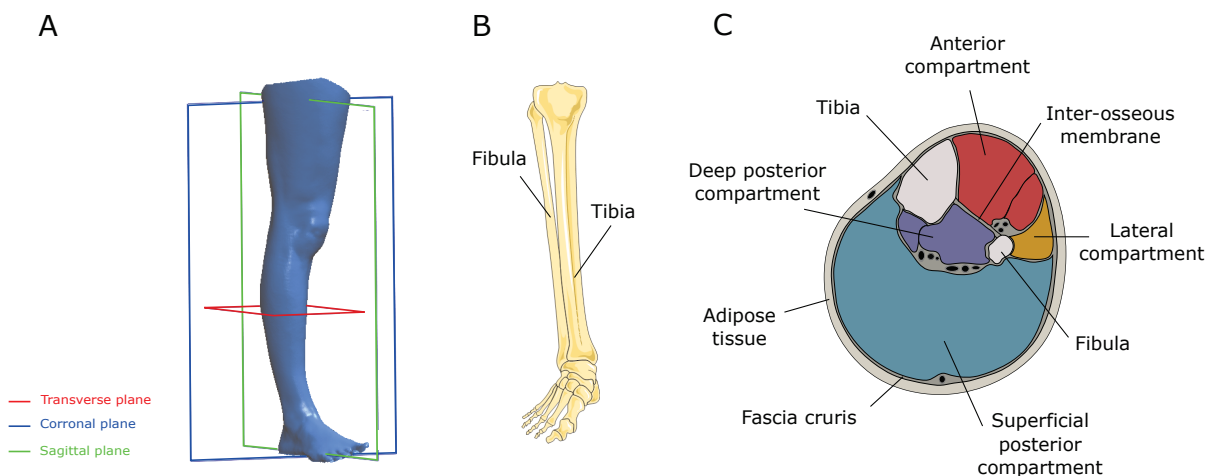 A
Transverse plane
Corronal plane
Sagittal plane
B
Fibula
Tibia
C
Anterior
compartment
Tibia
Inter-osseous
membrane
Deep posterior
compartment
Lateral
compartment
Adipose
tissue
Fibula
Fascia cruris
Superficial
posterior
compartment